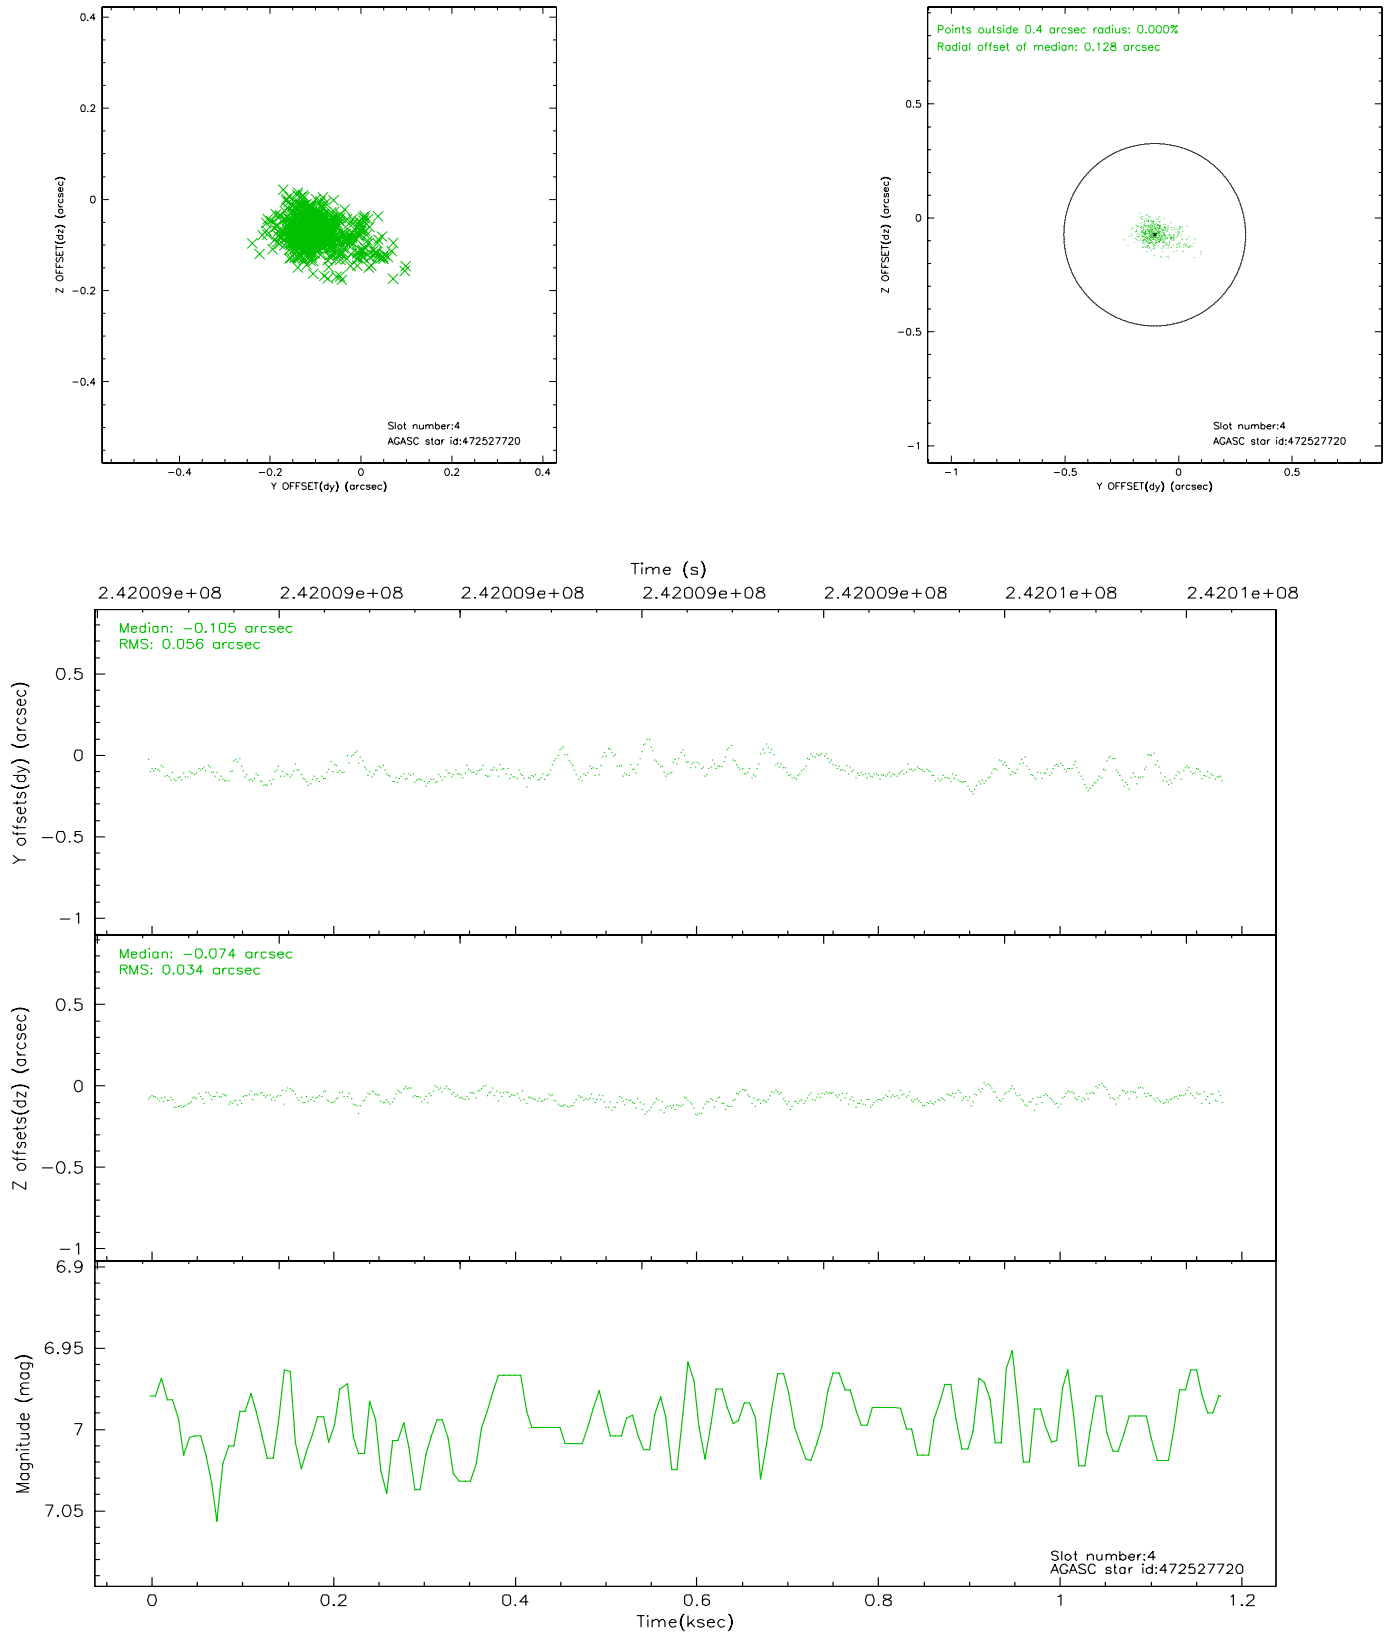 0.4
0.2
0
−0.2
−0.4
Z OFFSET(dz) (arcsec)
−0.4 −0.2 0 0.2 0.4
Y OFFSET(dy) (arcsec)
Slot number:4
AGASC star id:472527720
Points outside 0.4 arcsec radius: 0.000%
Radial offset of median: 0.128 arcsec
0.5
0
−0.5
−1
Z OFFSET(dz) (arcsec)
−1 −0.5 0 0.5
Y OFFSET(dy) (arcsec)
Slot number:4
AGASC star id:472527720
Time (s)
2.42009e+08 2.42009e+08 2.42009e+08 2.42009e+08 2.42009e+08 2.4201e+08 2.4201e+08
Median: −0.105 arcsec
RMS: 0.056 arcsec
0.5
0
−0.5
−1
Y offsets(dy) (arcsec)
Median: −0.074 arcsec
RMS: 0.034 arcsec
0.5
0
−0.5
−1
Z offsets(dz) (arcsec)
6.9
6.95
7
7.05
Magnitude (mag)
Slot number:4
AGASC star id:472527720
0 0.2 0.4 0.6 0.8 1 1.2
Time(ksec)